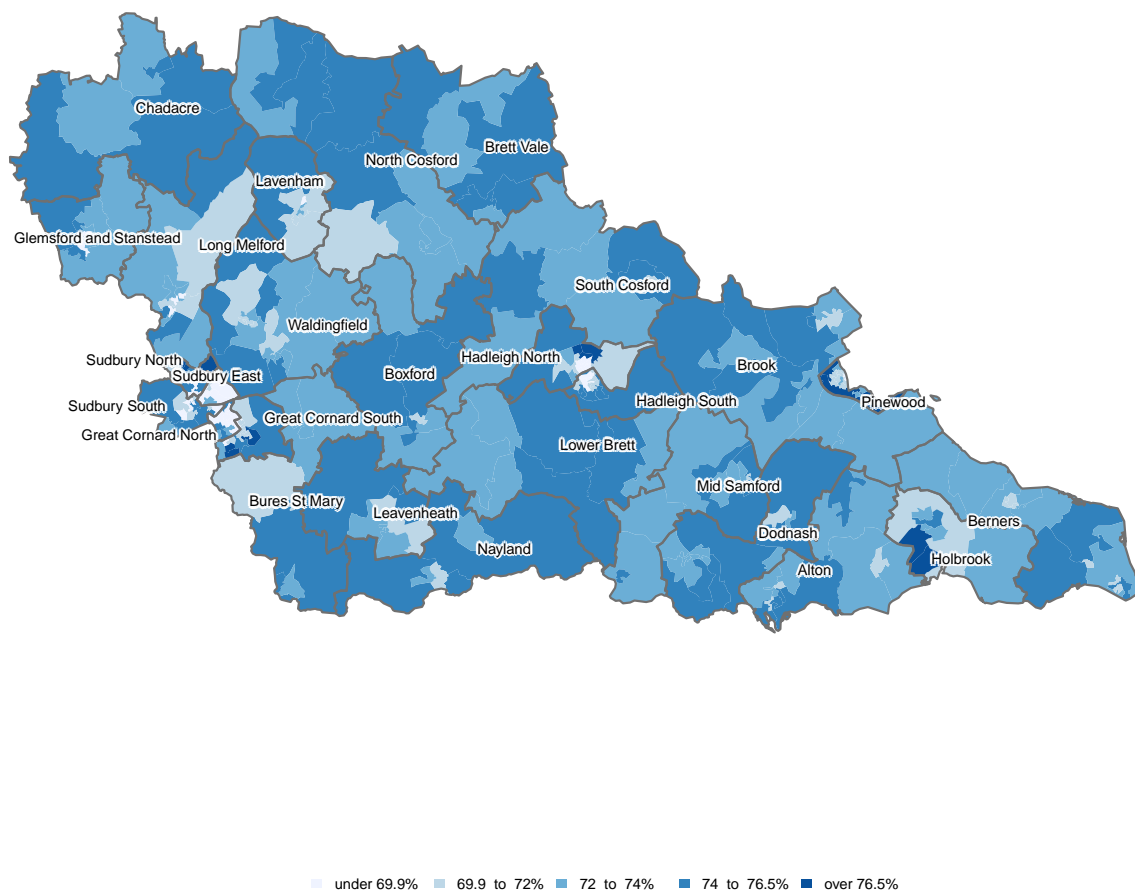 Chadacre
Brett Vale
North Cosford
Lavenham
Glemsford and Stanstead
Long Melford
South Cosford
Waldingfield
Sudbury North
Hadleigh North
Brook
Sudbury East
Boxford
Sudbury South
Hadleigh South
Pinewood
Great Cornard South
Great Cornard North
Lower Brett
Mid Samford
Bures St Mary
Leavenheath
Berners
Dodnash
Nayland
Holbrook
Alton
under 69.9% 69.9 to 72% 72 to 74% 74 to 76.5% over 76.5%